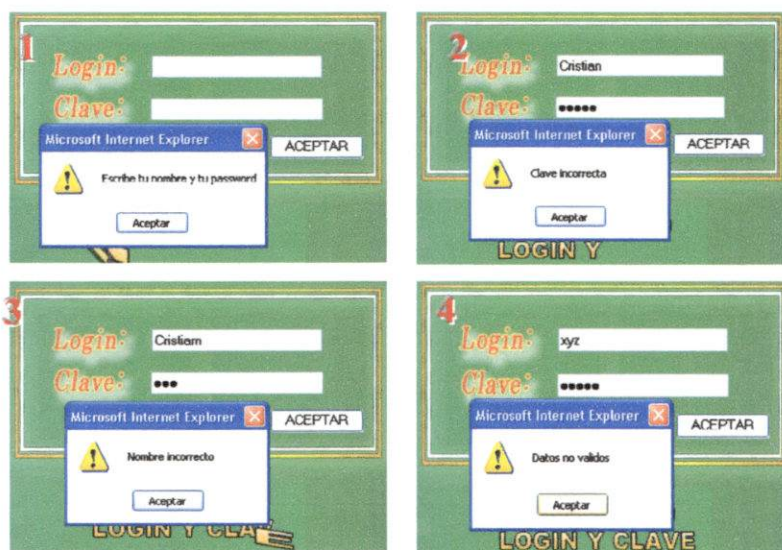 1
Login:
Clave:
Microsoft Internet Explorer
ACEPTAR
Escribe tu nombre y tu password
Aceptar
2
Login:
Cristian
Clave:
●●●●●
Microsoft Internet Explorer
ACEPTAR
Clave incorrecta
Aceptar
LOGIN Y
3
Login:
Cristiam
Clave:
●●●
Microsoft Internet Explorer
ACEPTAR
Nombre incorrecto
Aceptar
LOGIN Y CLAV
4
Login:
xyz
Clave:
●●●●●
Microsoft Internet Explorer
ACEPTAR
Datos no validos
Aceptar
LOGIN Y CLAVE